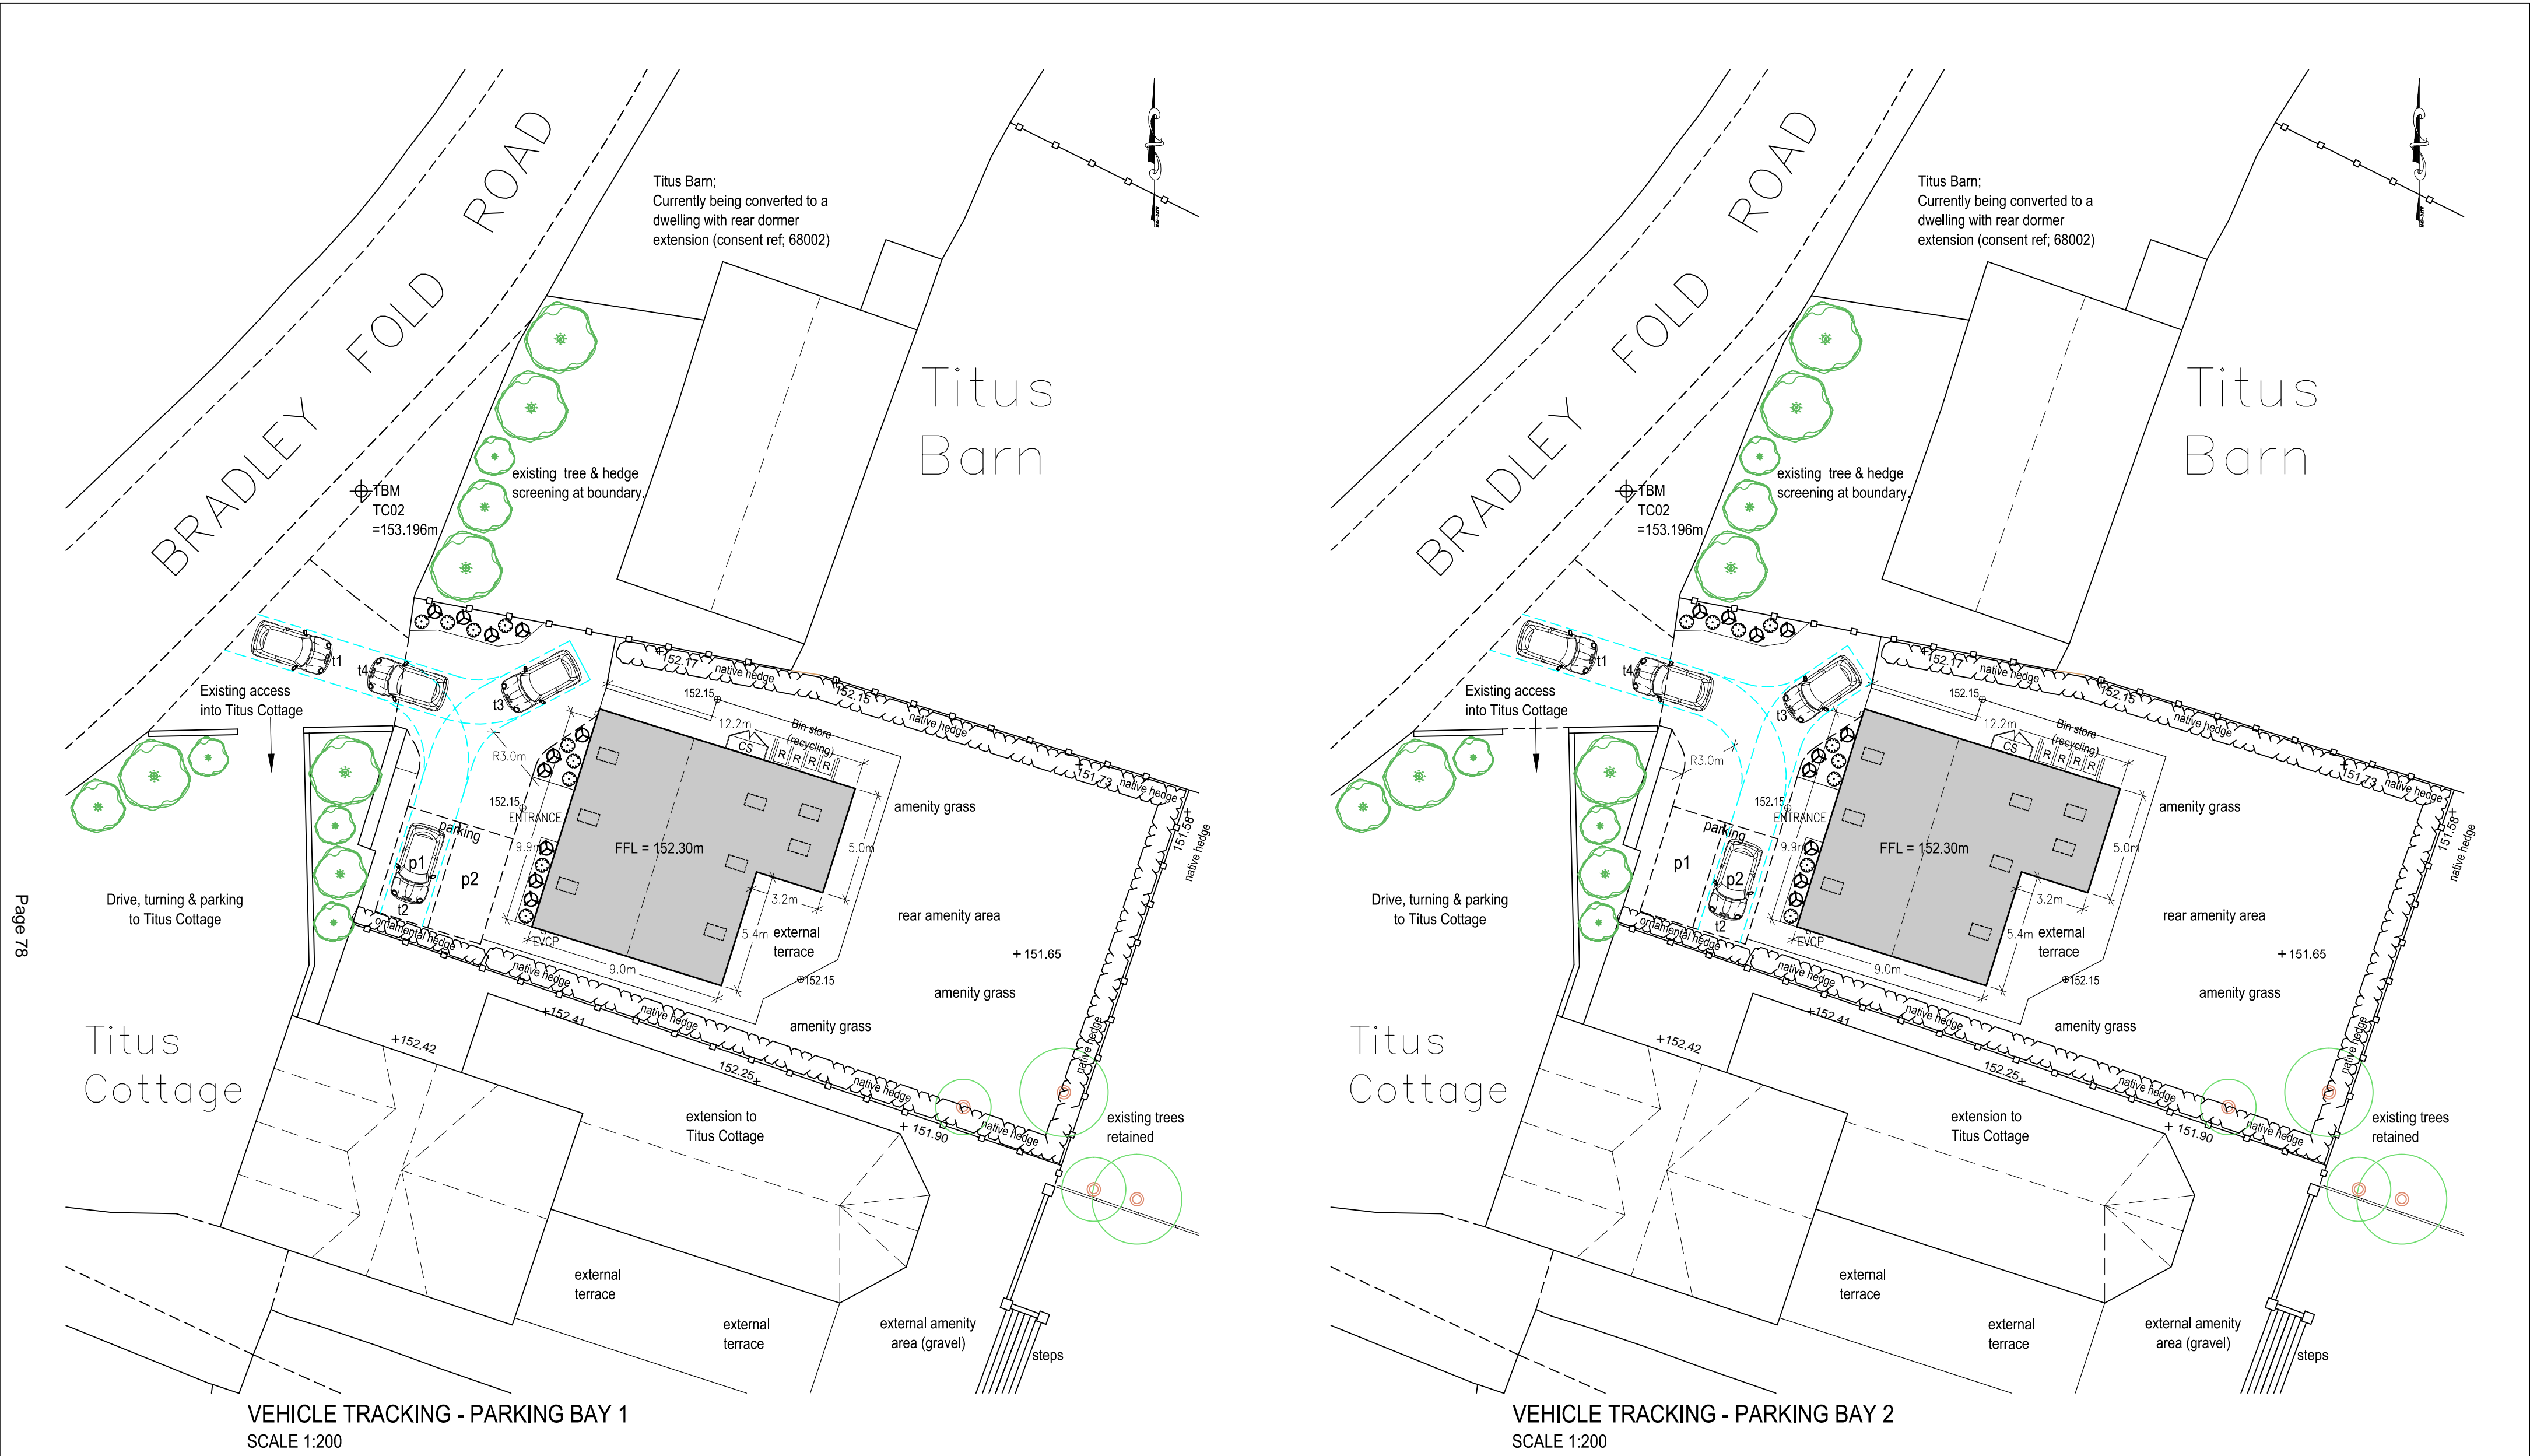 BRADLEY FOLD ROAD
Titus Barn;
Currently being converted to a
dwelling with rear dormer
extension (consent ref; 68002)
Titus
Barn
existing tree & hedge
screening at boundary.
TBM
TC02
=153.196m
t1
t4
t3
Existing access
into Titus Cottage
152.17
native hedge
152.15
152.15
native hedge
12.2m
Bin store
(recycling)
CS
R R R R
151.73
native hedge
R3.0m
152.15
ENTRANCE
parking
9.9m
p1
p2
t2
FFL = 152.30m
5.0m
3.2m
5.4m
external
terrace
amenity grass
151.58
native hedge
rear amenity area
151.65
amenity grass
Drive, turning & parking
to Titus Cottage
ornamental hedge
EVCP
native hedge
9.0m
152.15
amenity grass
native hedge
152.41
native hedge
152.42
Titus
Cottage
152.25
native hedge
native hedge
151.90
existing trees
retained
extension to
Titus Cottage
external
terrace
external
terrace
external amenity
area (gravel)
steps
VEHICLE TRACKING - PARKING BAY 1
SCALE 1:200
BRADLEY FOLD ROAD
Titus Barn;
Currently being converted to a
dwelling with rear dormer
extension (consent ref; 68002)
Titus
Barn
existing tree & hedge
screening at boundary.
TBM
TC02
=153.196m
t1
t4
t3
Existing access
into Titus Cottage
152.17
native hedge
152.15
152.15
native hedge
12.2m
Bin store
(recycling)
CS
R R R R
151.73
native hedge
R3.0m
152.15
ENTRANCE
parking
9.9m
p1
p2
t2
FFL = 152.30m
5.0m
3.2m
5.4m
external
terrace
amenity grass
151.58
native hedge
rear amenity area
151.65
amenity grass
Drive, turning & parking
to Titus Cottage
ornamental hedge
EVCP
native hedge
9.0m
152.15
amenity grass
native hedge
152.41
native hedge
152.42
Titus
Cottage
152.25
native hedge
native hedge
151.90
existing trees
retained
extension to
Titus Cottage
external
terrace
external
terrace
external amenity
area (gravel)
steps
VEHICLE TRACKING - PARKING BAY 2
SCALE 1:200
Page 78